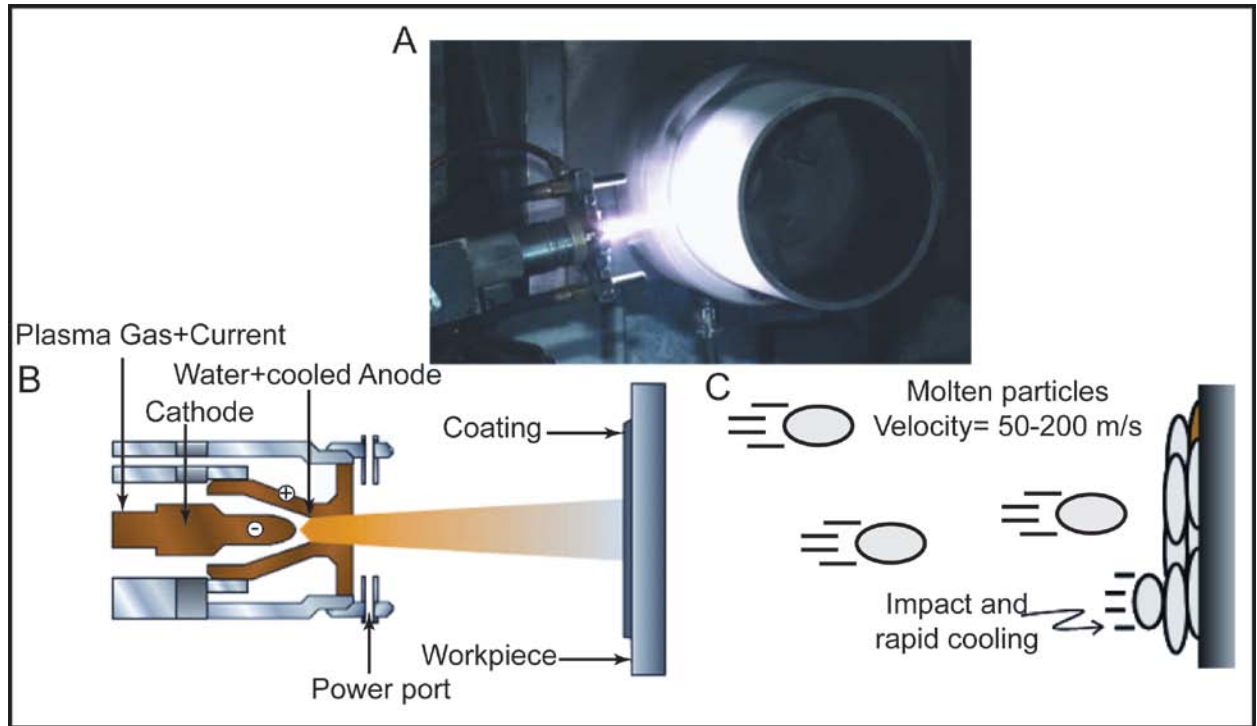 A
B
Plasma Gas+Current
Water+cooled Anode
Cathode
+
-
Coating
Workpiece
Power port
C
Molten particles
Velocity= 50-200 m/s
Impact and
rapid cooling